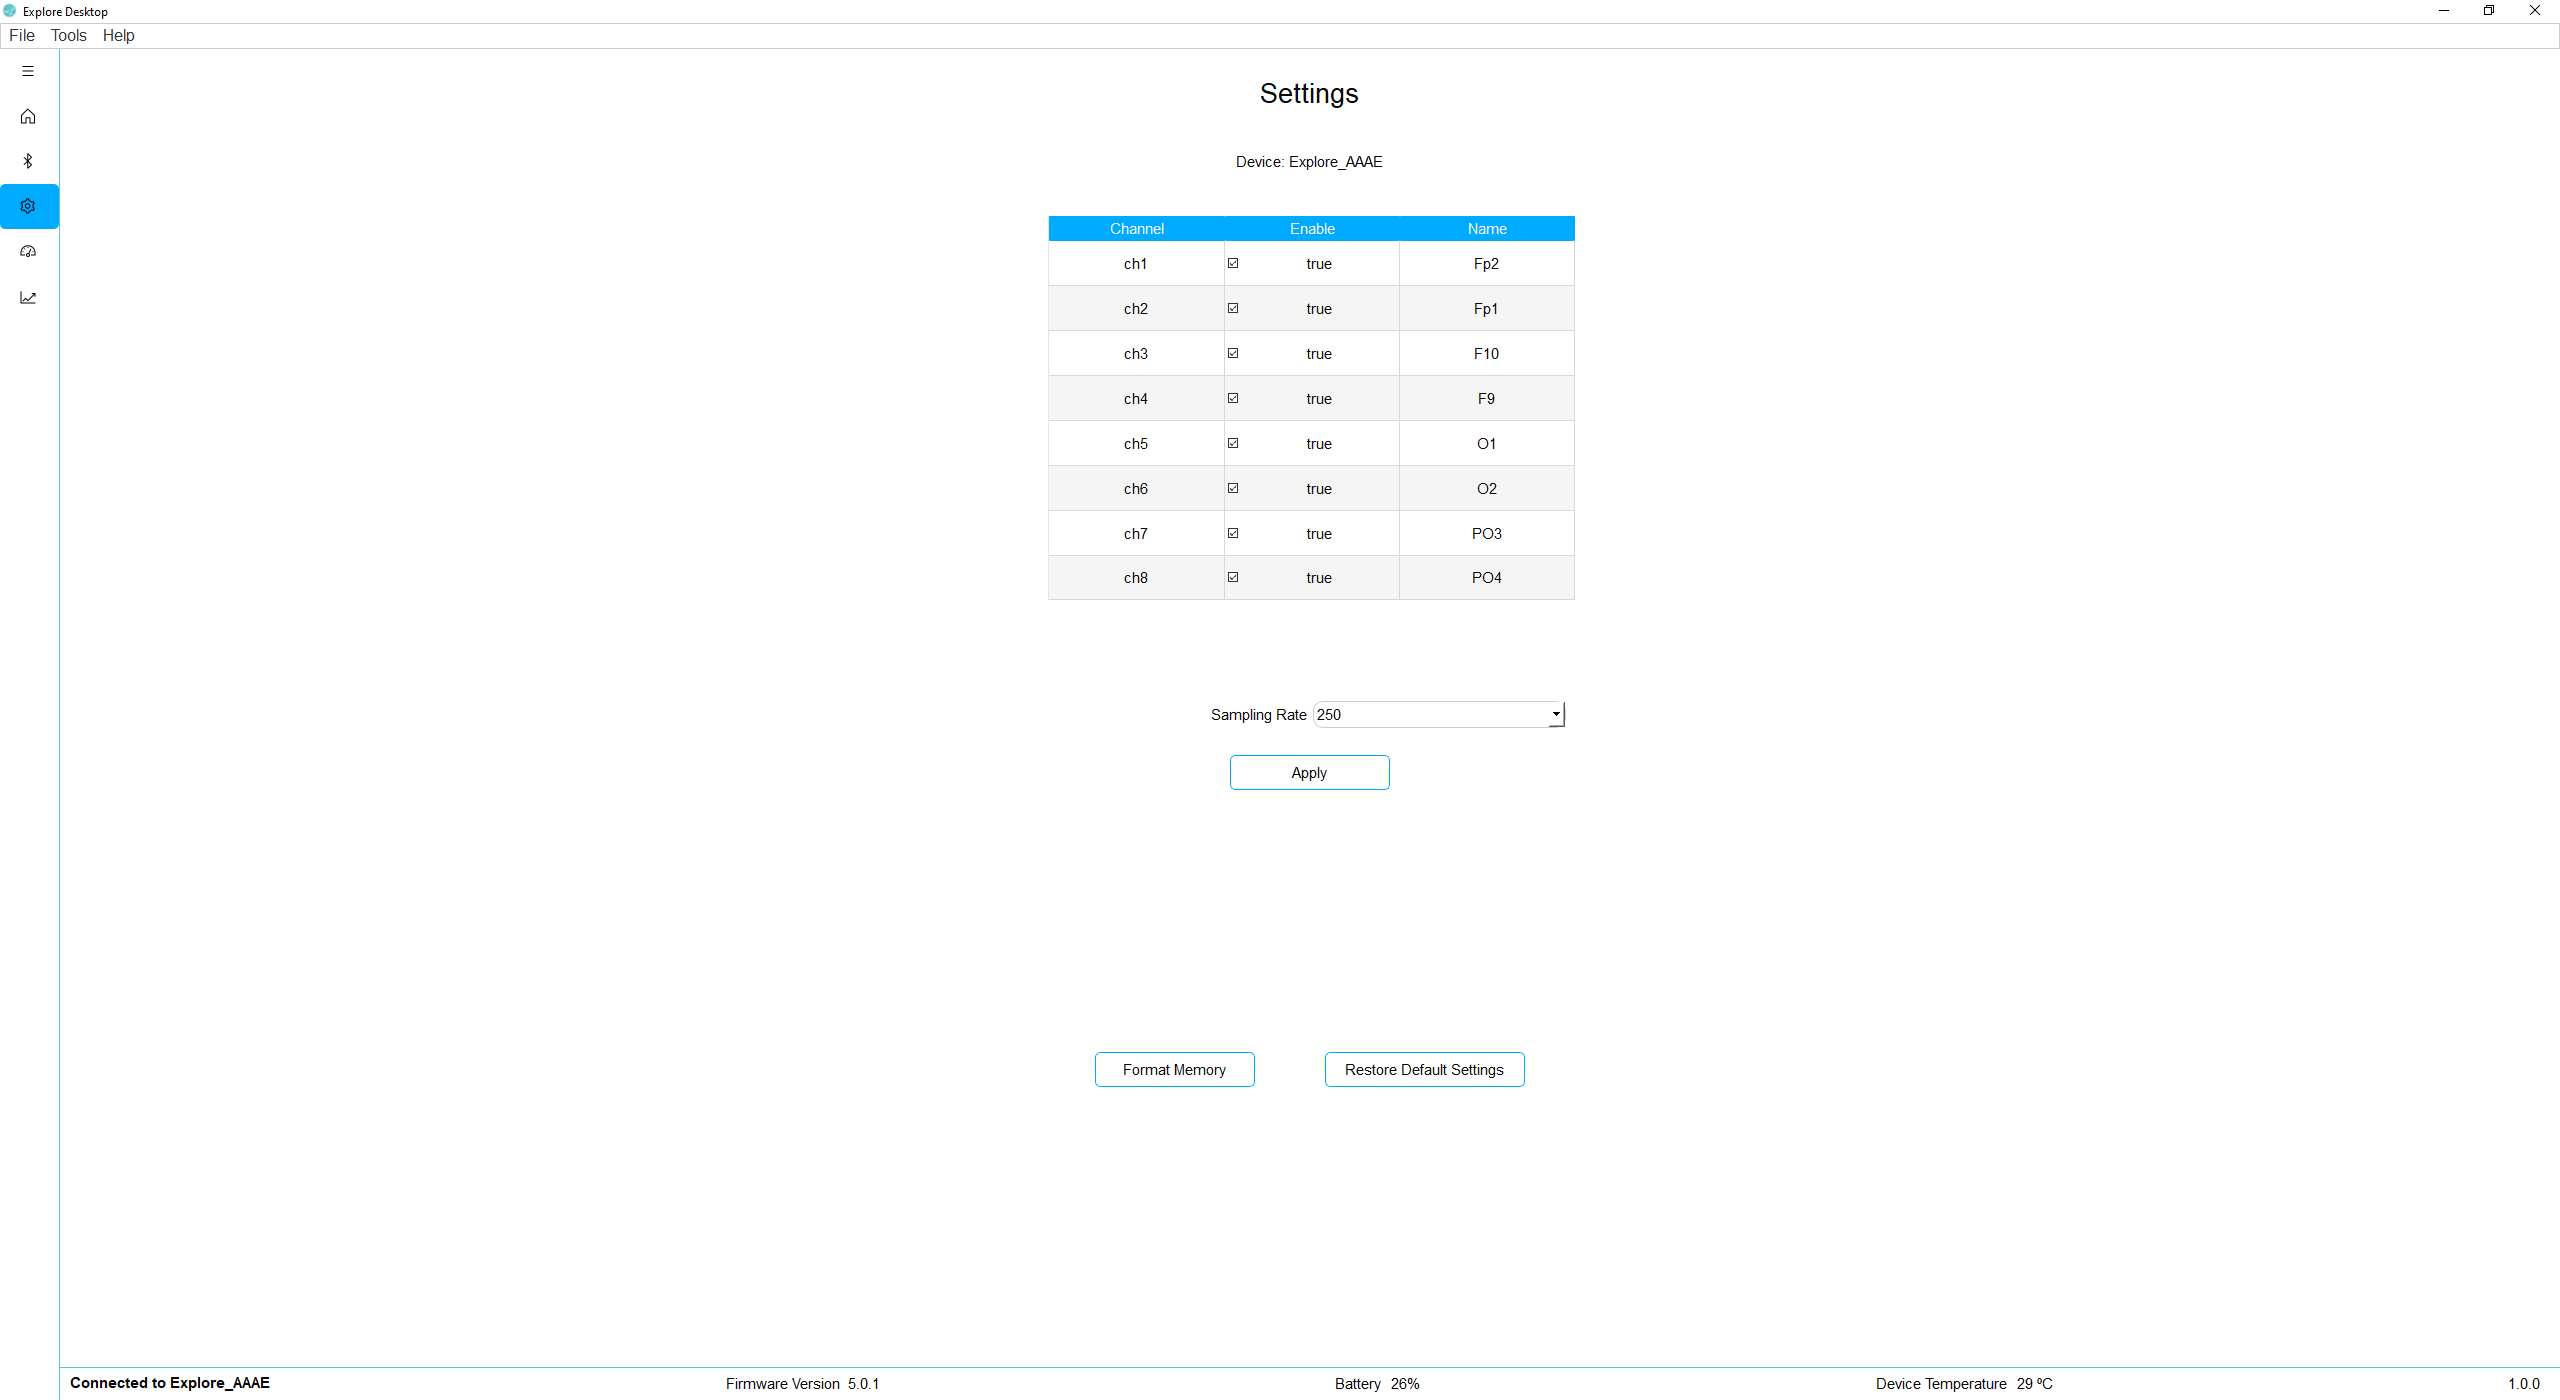 Explore Desktop
File Tools Help
Settings
Device: Explore_AAAE
Channel Enable Name
ch1 true Fp2
ch2 true Fp1
ch3 true F10
ch4 true F9
ch5 true O1
ch6 true O2
ch7 true PO3
ch8 true PO4
Sampling Rate 250
Apply
Format Memory Restore Default Settings
Connected to Explore_AAAE Firmware Version 5.0.1 Battery 26% Device Temperature 29 ºC 1.0.0